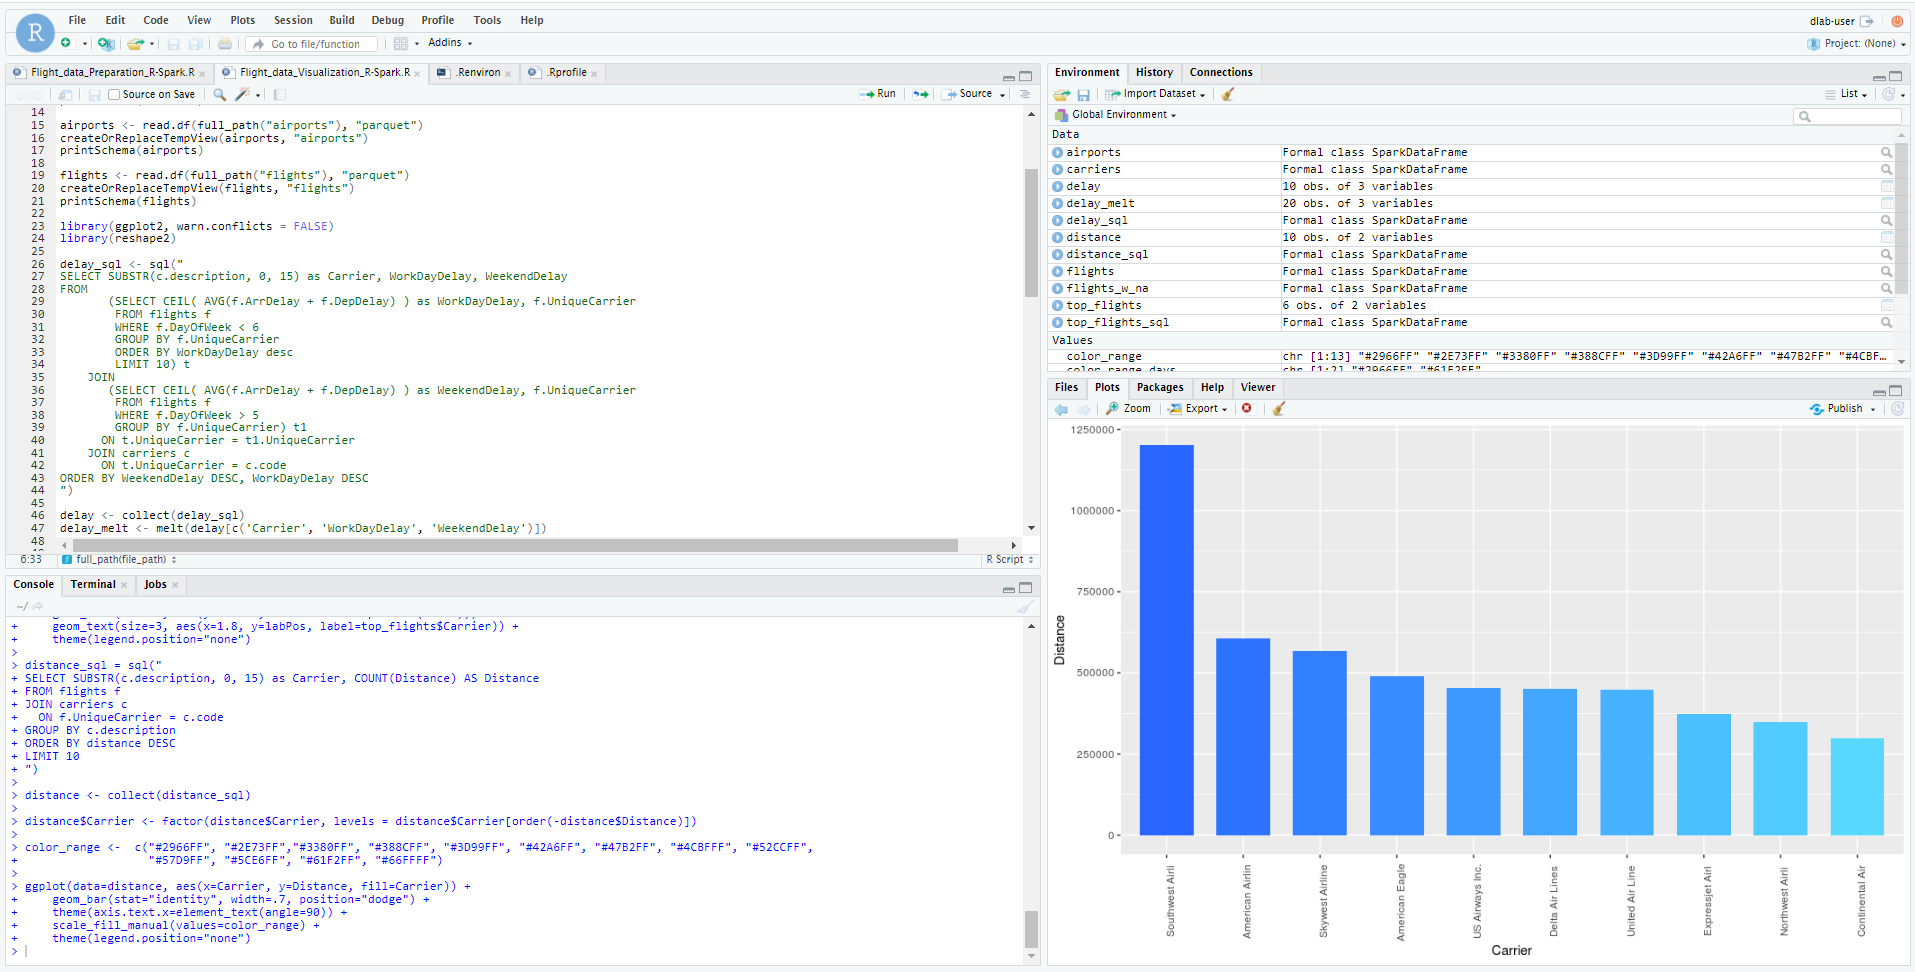 File Edit Code View Plots Session Build Debug Profile Tools Help
dlab-user
Go to file/function Addins
Project: (None)
Flight_data_Preparation_R-Spark.R Flight_data_Visualization_R-Spark.R .Renviron .Rprofile
Source on Save Run Source
14
15 airports <- read.df(full_path("airports"), "parquet")
16 createOrReplaceTempView(airports, "airports")
17 printSchema(airports)
18
19 flights <- read.df(full_path("flights"), "parquet")
20 createOrReplaceTempView(flights, "flights")
21 printSchema(flights)
22
23 library(ggplot2, warn.conflicts = FALSE)
24 library(reshape2)
25
26 delay_sql <- sql("
27 SELECT SUBSTR(c.description, 0, 15) as Carrier, WorkDayDelay, WeekendDelay
28 FROM
29 (SELECT CEIL( AVG(f.ArrDelay + f.DepDelay) ) as WorkDayDelay, f.UniqueCarrier
30 FROM flights f
31 WHERE f.DayOfWeek < 6
32 GROUP BY f.UniqueCarrier
33 ORDER BY WorkDayDelay desc
34 LIMIT 10) t
35 JOIN
36 (SELECT CEIL( AVG(f.ArrDelay + f.DepDelay) ) as WeekendDelay, f.UniqueCarrier
37 FROM flights f
38 WHERE f.DayOfWeek > 5
39 GROUP BY f.UniqueCarrier) t1
40 ON t.UniqueCarrier = t1.UniqueCarrier
41 JOIN carriers c
42 ON t.UniqueCarrier = c.code
43 ORDER BY WeekendDelay DESC, WorkDayDelay DESC
44 ")
45
46 delay <- collect(delay_sql)
47 delay_melt <- melt(delay[c('Carrier', 'WorkDayDelay', 'WeekendDelay')])
48
6:33 full_path(file_path) R Script
Console Terminal Jobs
~/
+ geom_text(size=3, aes(x=1.8, y=labPos, label=top_flights$Carrier)) +
+ theme(legend.position="none")
>
> distance_sql = sql("
+ SELECT SUBSTR(c.description, 0, 15) as Carrier, COUNT(Distance) AS Distance
+ FROM flights f
+ JOIN carriers c
+ ON f.UniqueCarrier = c.code
+ GROUP BY c.description
+ ORDER BY distance DESC
+ LIMIT 10
+ ")
>
> distance <- collect(distance_sql)
>
> distance$Carrier <- factor(distance$Carrier, levels = distance$Carrier[order(-distance$Distance)])
>
> color_range <- c("#2966FF", "#2E73FF","#3380FF", "#388CFF", "#3D99FF", "#42A6FF", "#47B2FF", "#4CBFFF", "#52CCFF",
+ "#57D9FF", "#5CE6FF", "#61F2FF", "#66FFFF")
>
> ggplot(data=distance, aes(x=Carrier, y=Distance, fill=Carrier)) +
+ geom_bar(stat="identity", width=.7, position="dodge") +
+ theme(axis.text.x=element_text(angle=90)) +
+ scale_fill_manual(values=color_range) +
+ theme(legend.position="none")
>
Environment History Connections
Import Dataset List
Global Environment
Data
airports Formal class SparkDataFrame
carriers Formal class SparkDataFrame
delay 10 obs. of 3 variables
delay_melt 20 obs. of 3 variables
delay_sql Formal class SparkDataFrame
distance 10 obs. of 2 variables
distance_sql Formal class SparkDataFrame
flights Formal class SparkDataFrame
flights_w_na Formal class SparkDataFrame
top_flights 6 obs. of 2 variables
top_flights_sql Formal class SparkDataFrame
Values
color_range chr [1:13] "#2966FF" "#2E73FF" "#3380FF" "#388CFF" "#3D99FF" "#42A6FF" "#47B2FF" "#4CBF…
color_range_days chr [1:2] "#2966FF" "#61F2FF"
Files Plots Packages Help Viewer
Zoom Export Publish
1250000
1000000
750000
500000
250000
0
Distance
Southwest Airli
American Airlin
Skywest Airline
American Eagle
US Airways Inc.
Delta Air Lines
United Air Line
Expressjet Airl
Northwest Airli
Continental Air
Carrier